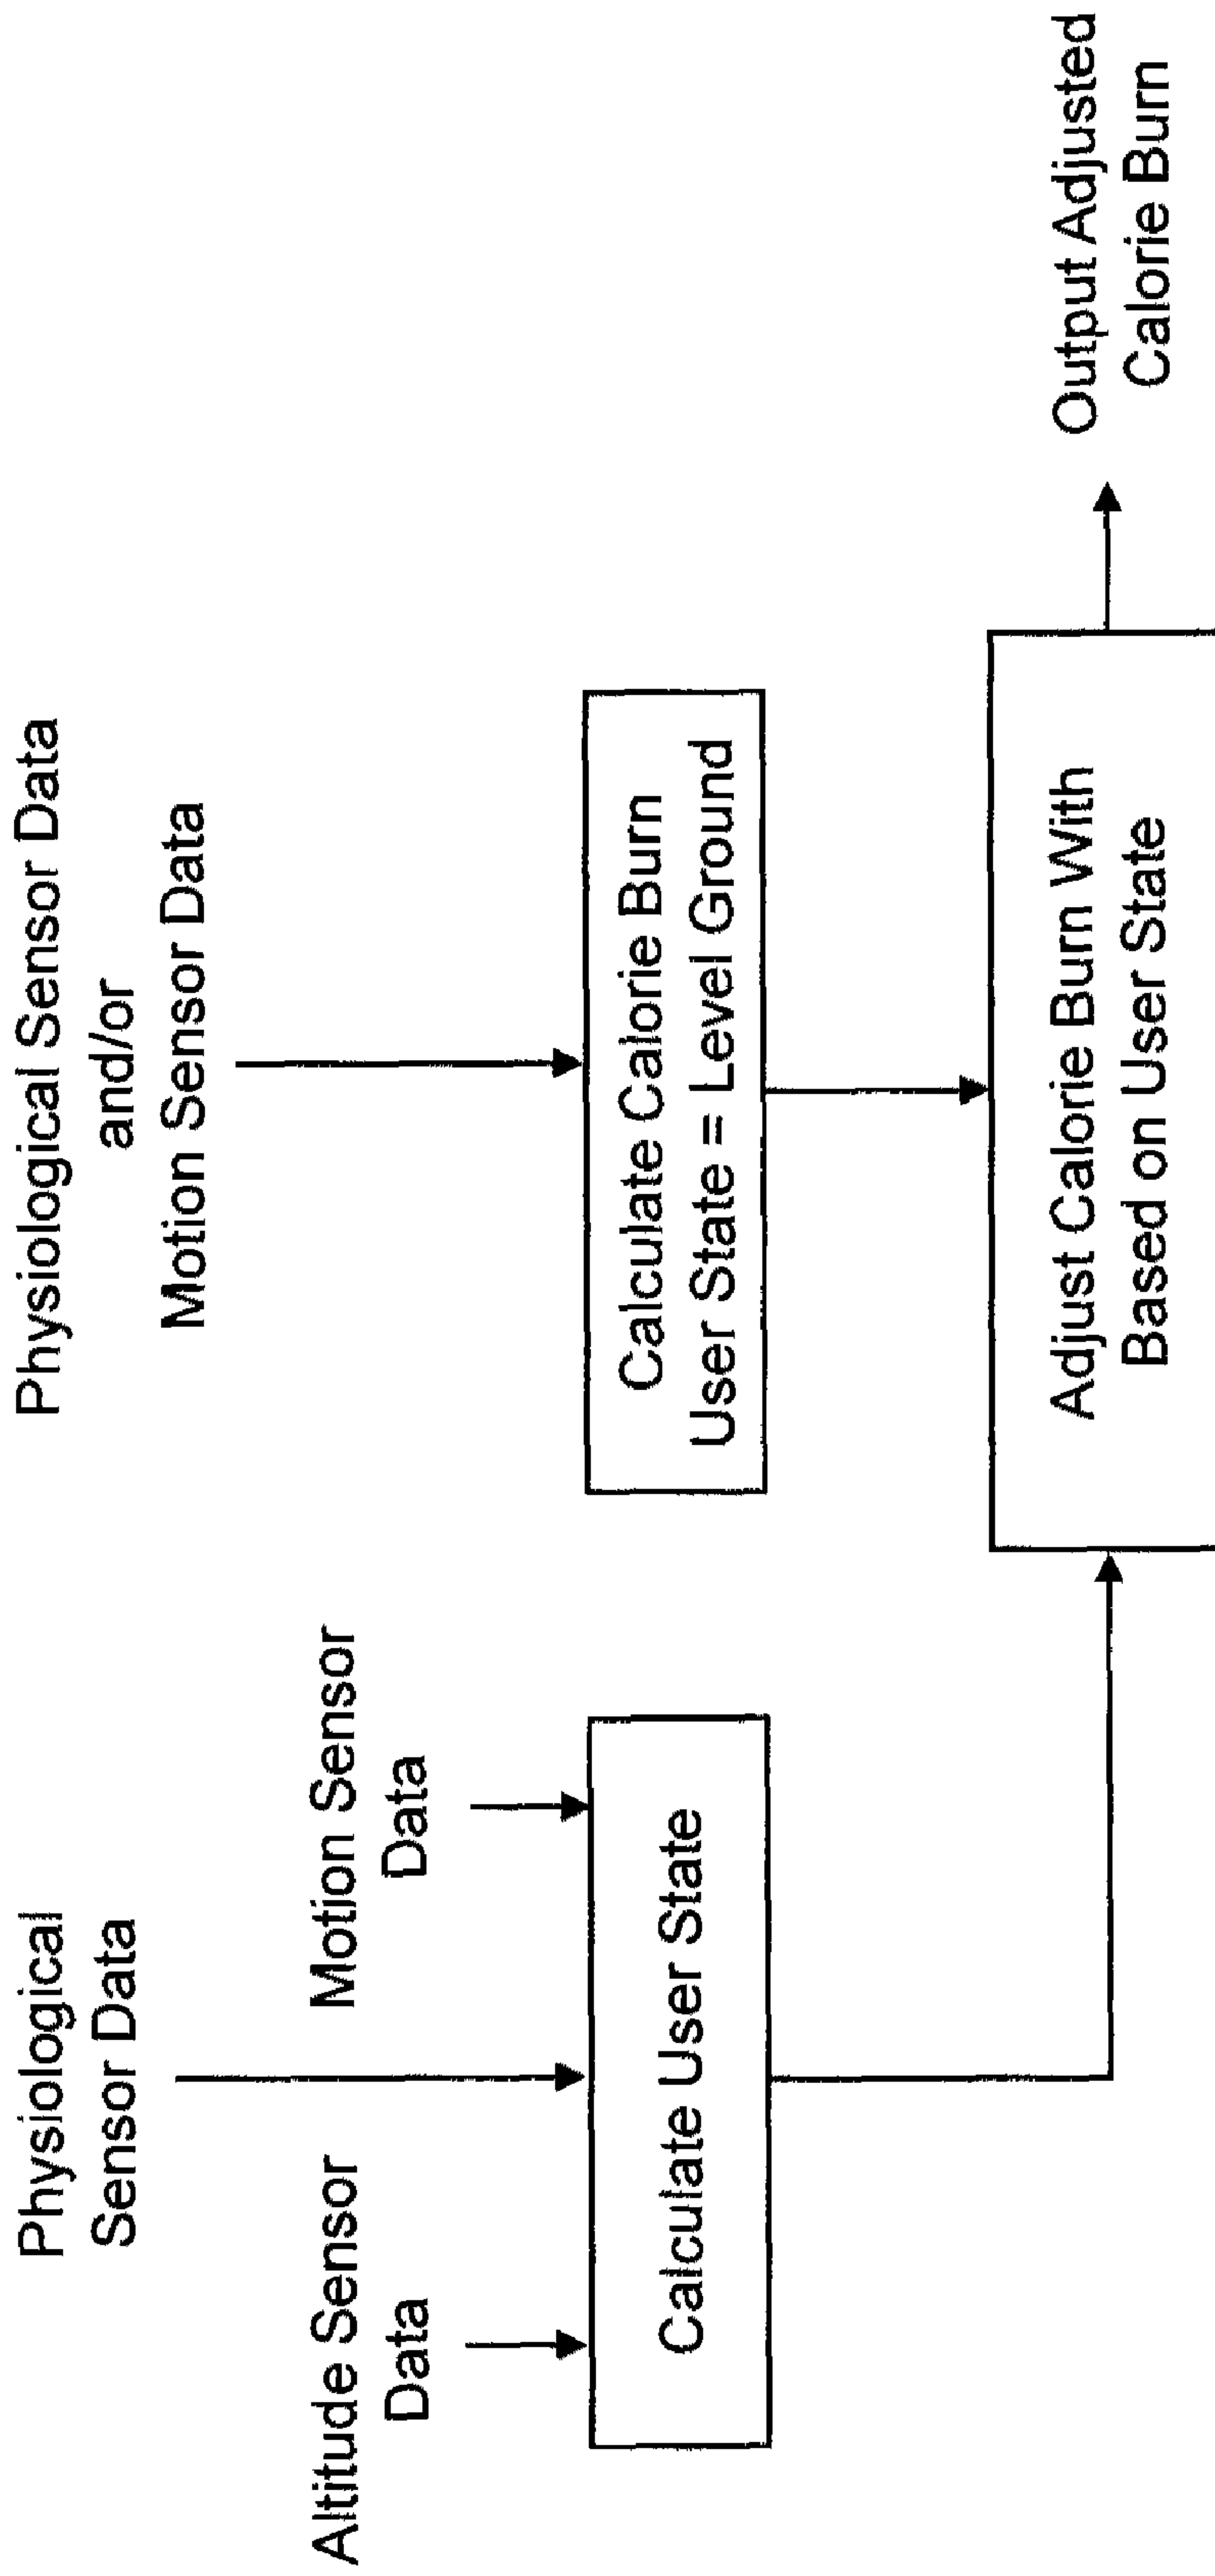 Physiological
Sensor Data
Altitude Sensor
Data
Motion Sensor
Data
Calculate User State
Physiological Sensor Data
and/or
Motion Sensor Data
Calculate Calorie Burn
User State = Level Ground
Adjust Calorie Burn With
Based on User State
Output Adjusted
Calorie Burn